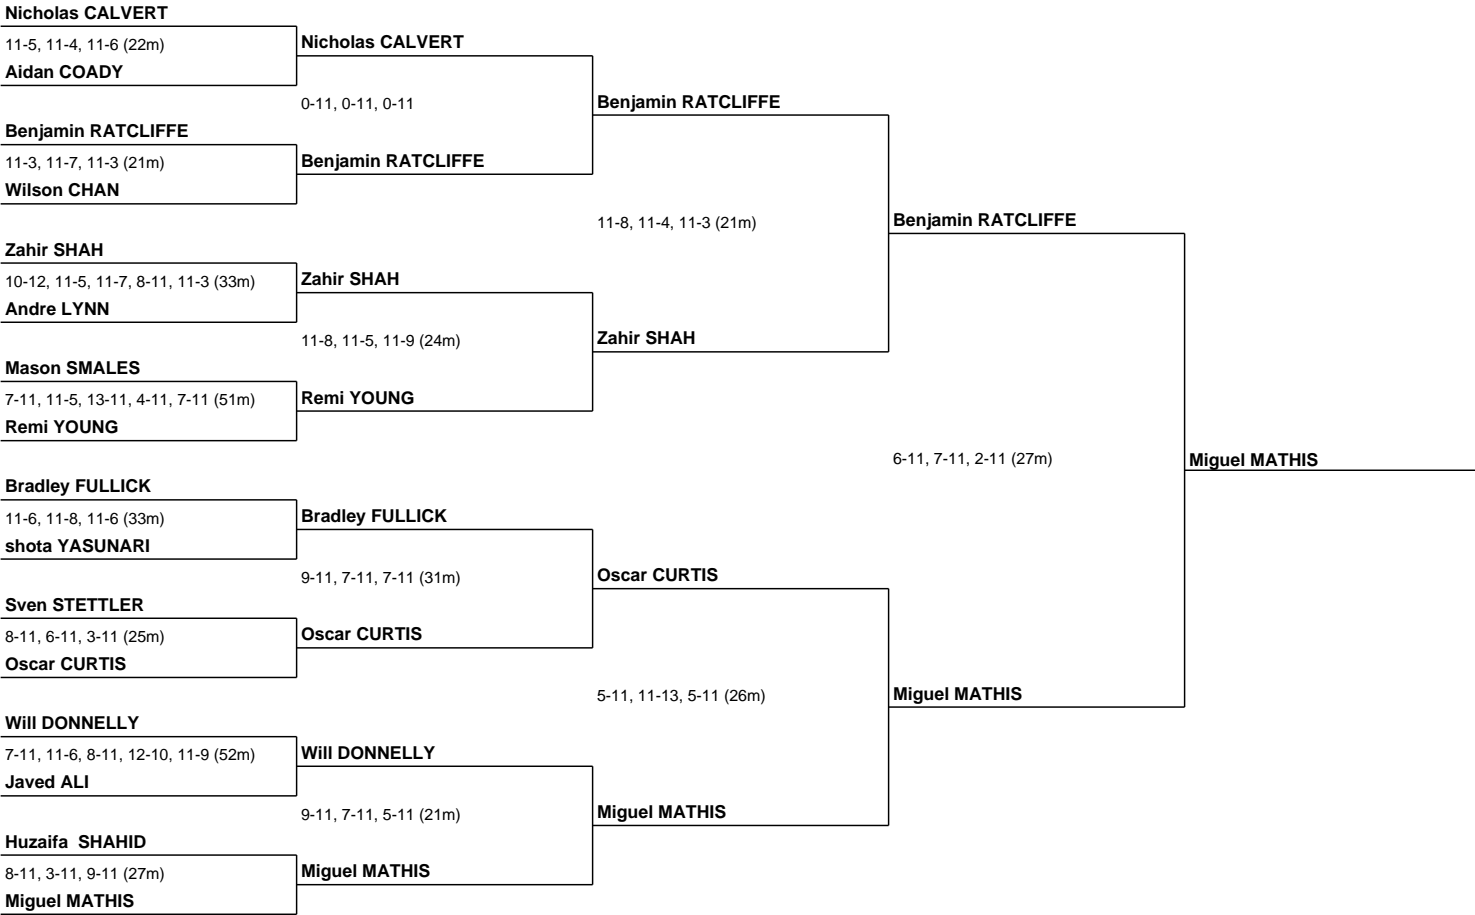 Nicholas CALVERT
11-5, 11-4, 11-6 (22m)
Aidan COADY
Benjamin RATCLIFFE
11-3, 11-7, 11-3 (21m)
Wilson CHAN
Zahir SHAH
10-12, 11-5, 11-7, 8-11, 11-3 (33m)
Andre LYNN
Mason SMALES
7-11, 11-5, 13-11, 4-11, 7-11 (51m)
Remi YOUNG
Bradley FULLICK
11-6, 11-8, 11-6 (33m)
shota YASUNARI
Sven STETTLER
8-11, 6-11, 3-11 (25m)
Oscar CURTIS
Will DONNELLY
7-11, 11-6, 8-11, 12-10, 11-9 (52m)
Javed ALI
Huzaifa  SHAHID
8-11, 3-11, 9-11 (27m)
Miguel MATHIS
Nicholas CALVERT
0-11, 0-11, 0-11
Benjamin RATCLIFFE
Zahir SHAH
11-8, 11-5, 11-9 (24m)
Remi YOUNG
Bradley FULLICK
9-11, 7-11, 7-11 (31m)
Oscar CURTIS
Will DONNELLY
9-11, 7-11, 5-11 (21m)
Miguel MATHIS
Benjamin RATCLIFFE
11-8, 11-4, 11-3 (21m)
Zahir SHAH
Oscar CURTIS
5-11, 11-13, 5-11 (26m)
Miguel MATHIS
Benjamin RATCLIFFE
6-11, 7-11, 2-11 (27m)
Miguel MATHIS
Miguel MATHIS